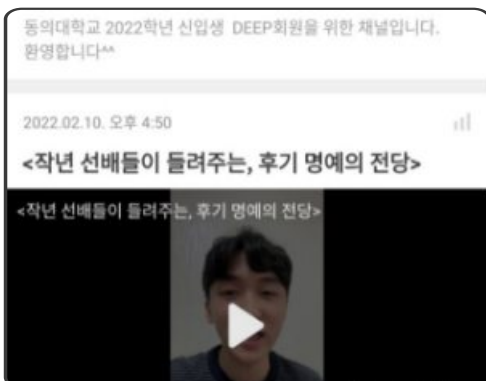 동의대학교 2022학년 신입생 DEEP회원을 위한 채널입니다.
환영합니다^^
2022.02.10. 오후 4:50
<작년 선배들이 들려주는, 후기 명예의 전당>
<작년 선배들이 들려주는, 후기 명예의 전당>